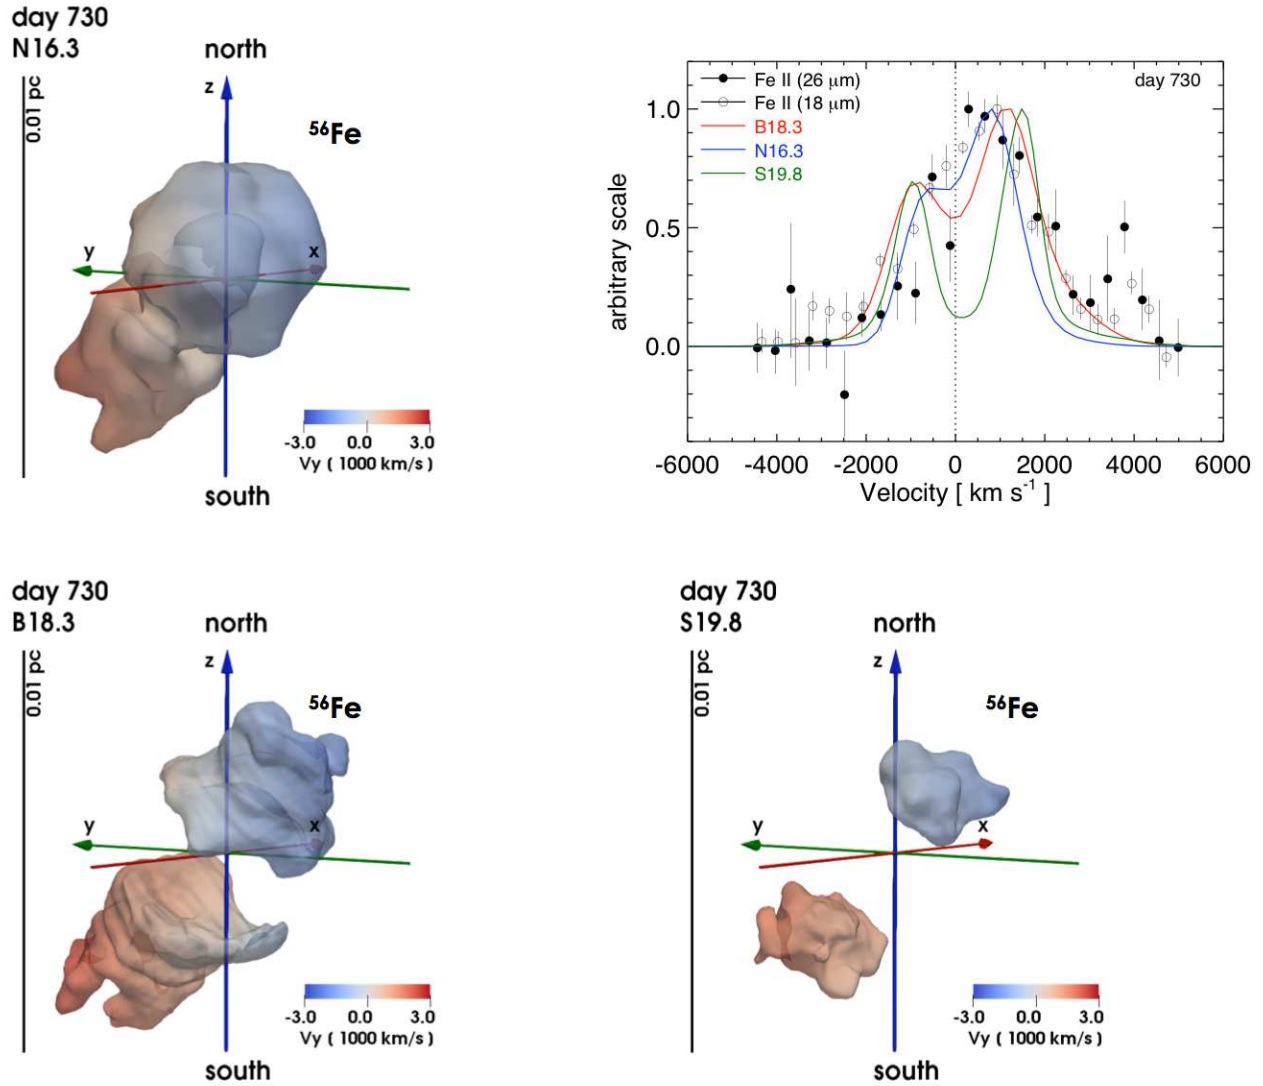 day 730
N16.3
north
z
0.01 pc
⁵⁶Fe
y
x
-3.0 0.0 3.0
Vy ( 1000 km/s )
south
Fe II (26 μm)
Fe II (18 μm)
B18.3
N16.3
S19.8
day 730
1.0
0.5
0.0
arbitrary scale
-6000 -4000 -2000 0 2000 4000 6000
Velocity [ km s⁻¹ ]
day 730
B18.3
north
z
0.01 pc
⁵⁶Fe
y
x
-3.0 0.0 3.0
Vy ( 1000 km/s )
south
day 730
S19.8
north
z
0.01 pc
⁵⁶Fe
y
x
-3.0 0.0 3.0
Vy ( 1000 km/s )
south